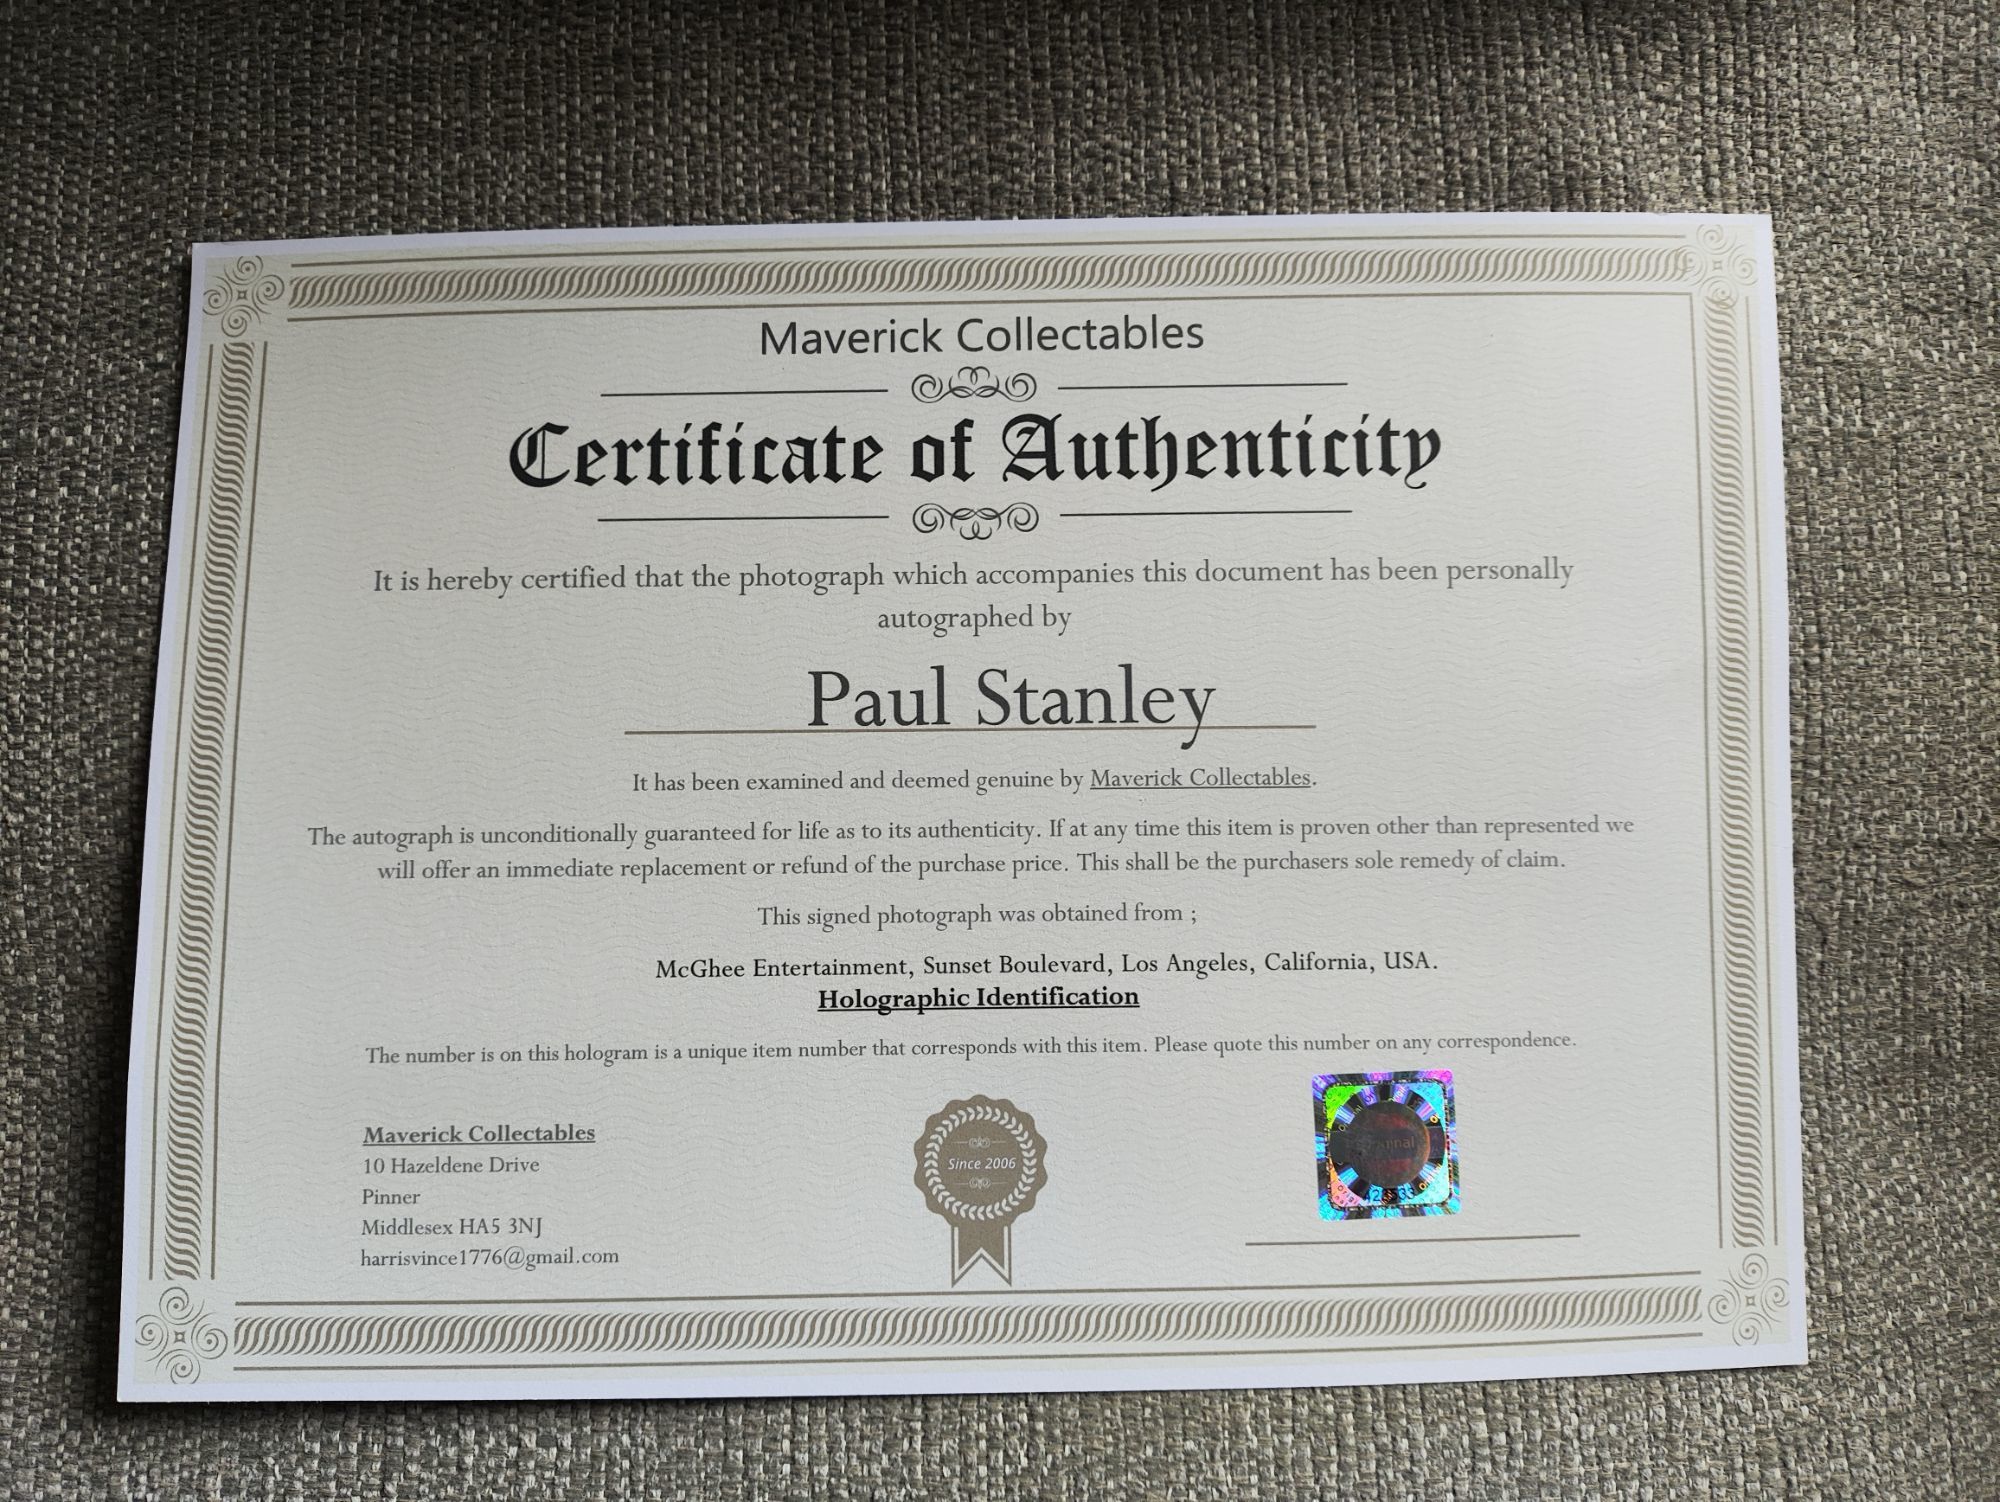 Maverick Collectables
Certificate of Authenticity
It is hereby certified that the photograph which accompanies this document has been personally
autographed by
Paul Stanley
It has been examined and deemed genuine by Maverick Collectables.
The autograph is unconditionally guaranteed for life as to its authenticity. If at any time this item is proven other than represented we
will offer an immediate replacement or refund of the purchase price. This shall be the purchasers sole remedy of claim.
This signed photograph was obtained from ;
McGhee Entertainment, Sunset Boulevard, Los Angeles, California, USA.
Holographic Identification
The number is on this hologram is a unique item number that corresponds with this item. Please quote this number on any correspondence.
Maverick Collectables
10 Hazeldene Drive
Pinner
Middlesex HA5 3NJ
harrisvince1776@gmail.com
Since 2006